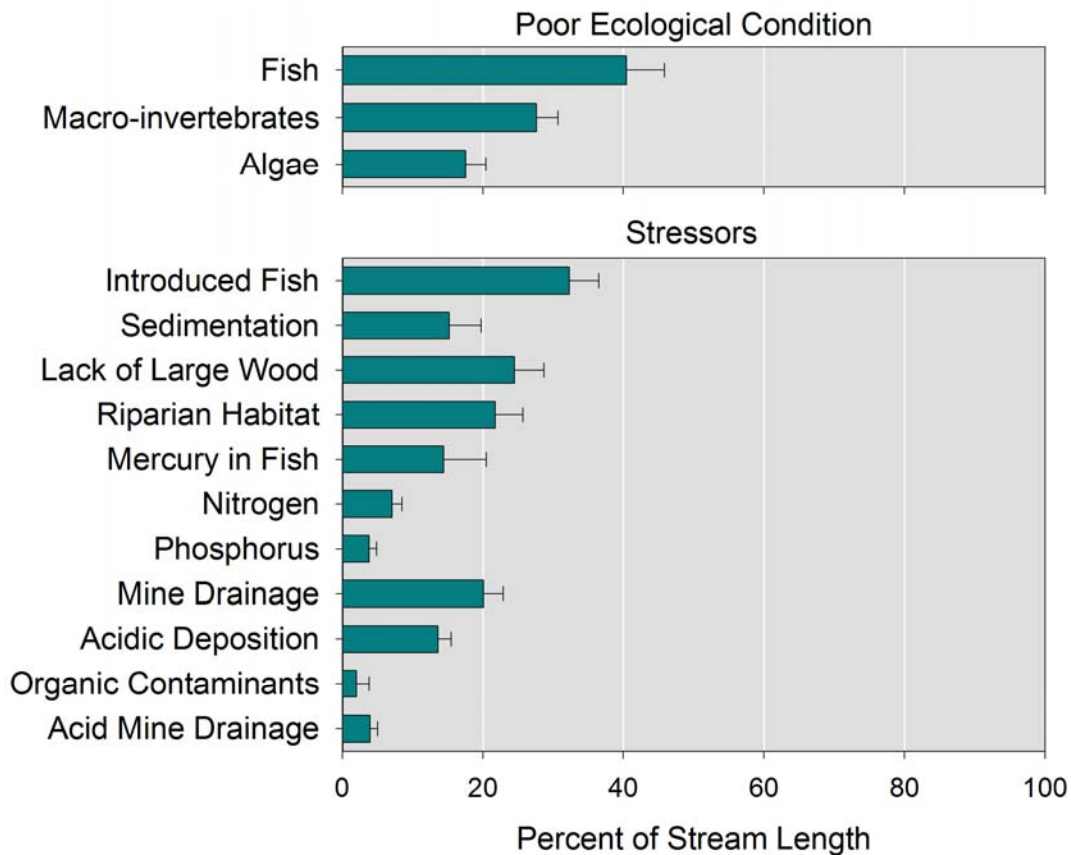 Poor Ecological Condition
Fish
Macro-invertebrates
Algae
Stressors
Introduced Fish
Sedimentation
Lack of Large Wood
Riparian Habitat
Mercury in Fish
Nitrogen
Phosphorus
Mine Drainage
Acidic Deposition
Organic Contaminants
Acid Mine Drainage
0 20 40 60 80 100
Percent of Stream Length